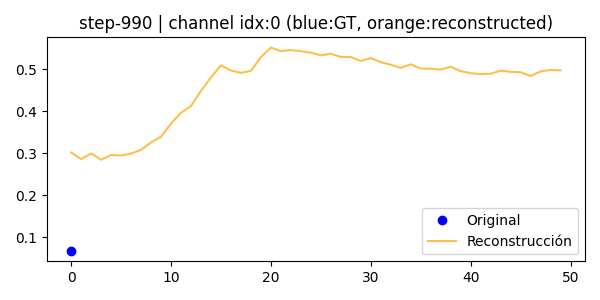 step-990 | channel idx:0 (blue:GT, orange:reconstructed)
0.5
0.4
0.3
0.2
0.1
Original
Reconstrucción
0 10 20 30 40 50